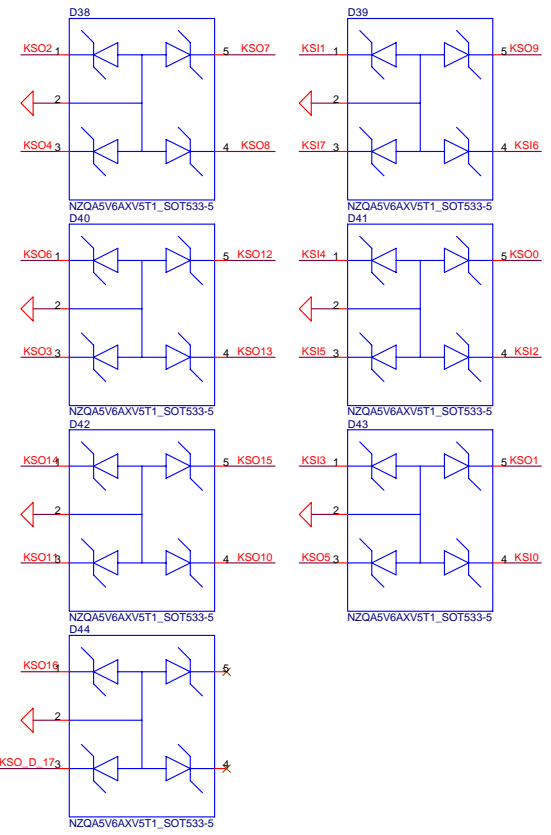 D38
KSO2 1 5 KSO7
2
KSO4 3 4 KSO8
NZQA5V6AXV5T1_SOT533-5
D39
KSI1 1 5 KSO9
2
KSI7 3 4 KSI6
NZQA5V6AXV5T1_SOT533-5
D40
KSO6 1 5 KSO12
2
KSO3 3 4 KSO13
NZQA5V6AXV5T1_SOT533-5
D41
KSI4 1 5 KSO0
2
KSI5 3 4 KSI2
NZQA5V6AXV5T1_SOT533-5
D42
KSO14 1 5 KSO15
2
KSO11 3 4 KSO10
NZQA5V6AXV5T1_SOT533-5
D43
KSI3 1 5 KSO1
2
KSO5 3 4 KSI0
NZQA5V6AXV5T1_SOT533-5
D44
KSO16 1 5
2
KSO_D_17 3 4
NZQA5V6AXV5T1_SOT533-5